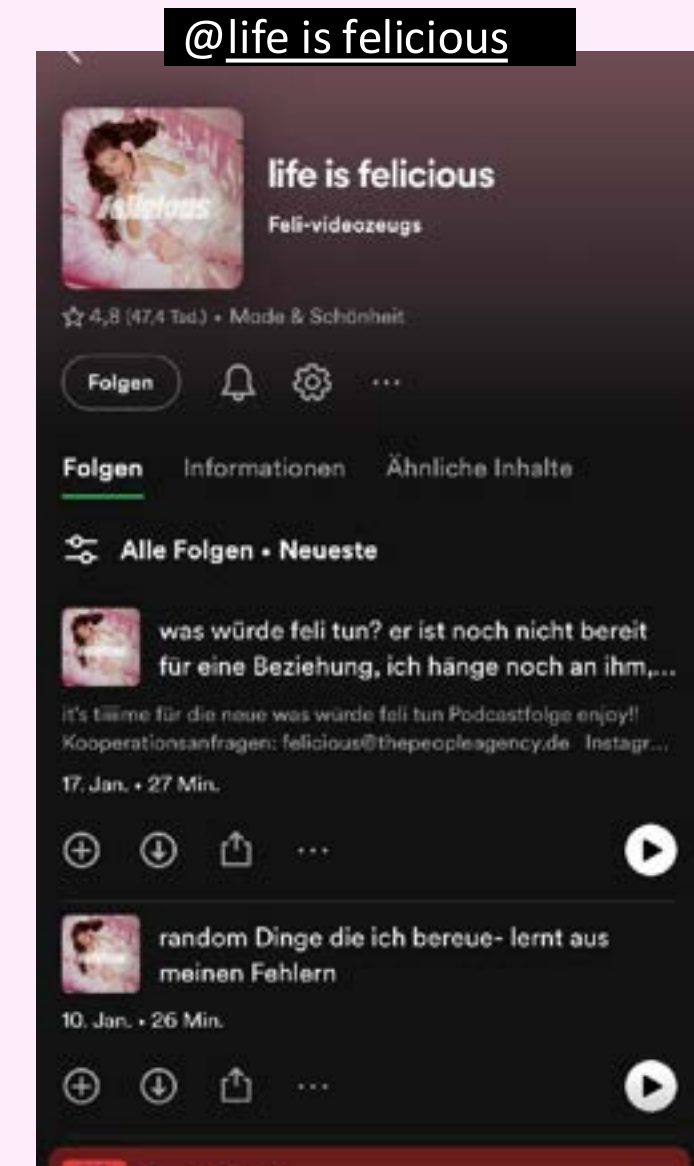 @life is felicious
felicious
life is felicious
Feli-videozeugs
4,8 (47,4 Tsd.) • Mode & Schönheit
Folgen
...
Folgen Informationen Ähnliche Inhalte
Alle Folgen • Neueste
was würde feli tun? er ist noch nicht bereit
für eine Beziehung, ich hänge noch an ihm,...
it's tiiiime für die neue was würde feli tun Podcastfolge enjoy!!
Kooperationsanfragen: felicious@thepeopleagency.de Instagr...
17. Jan. • 27 Min.
...
random Dinge die ich bereue- lernt aus
meinen Fehlern
10. Jan. • 26 Min.
...